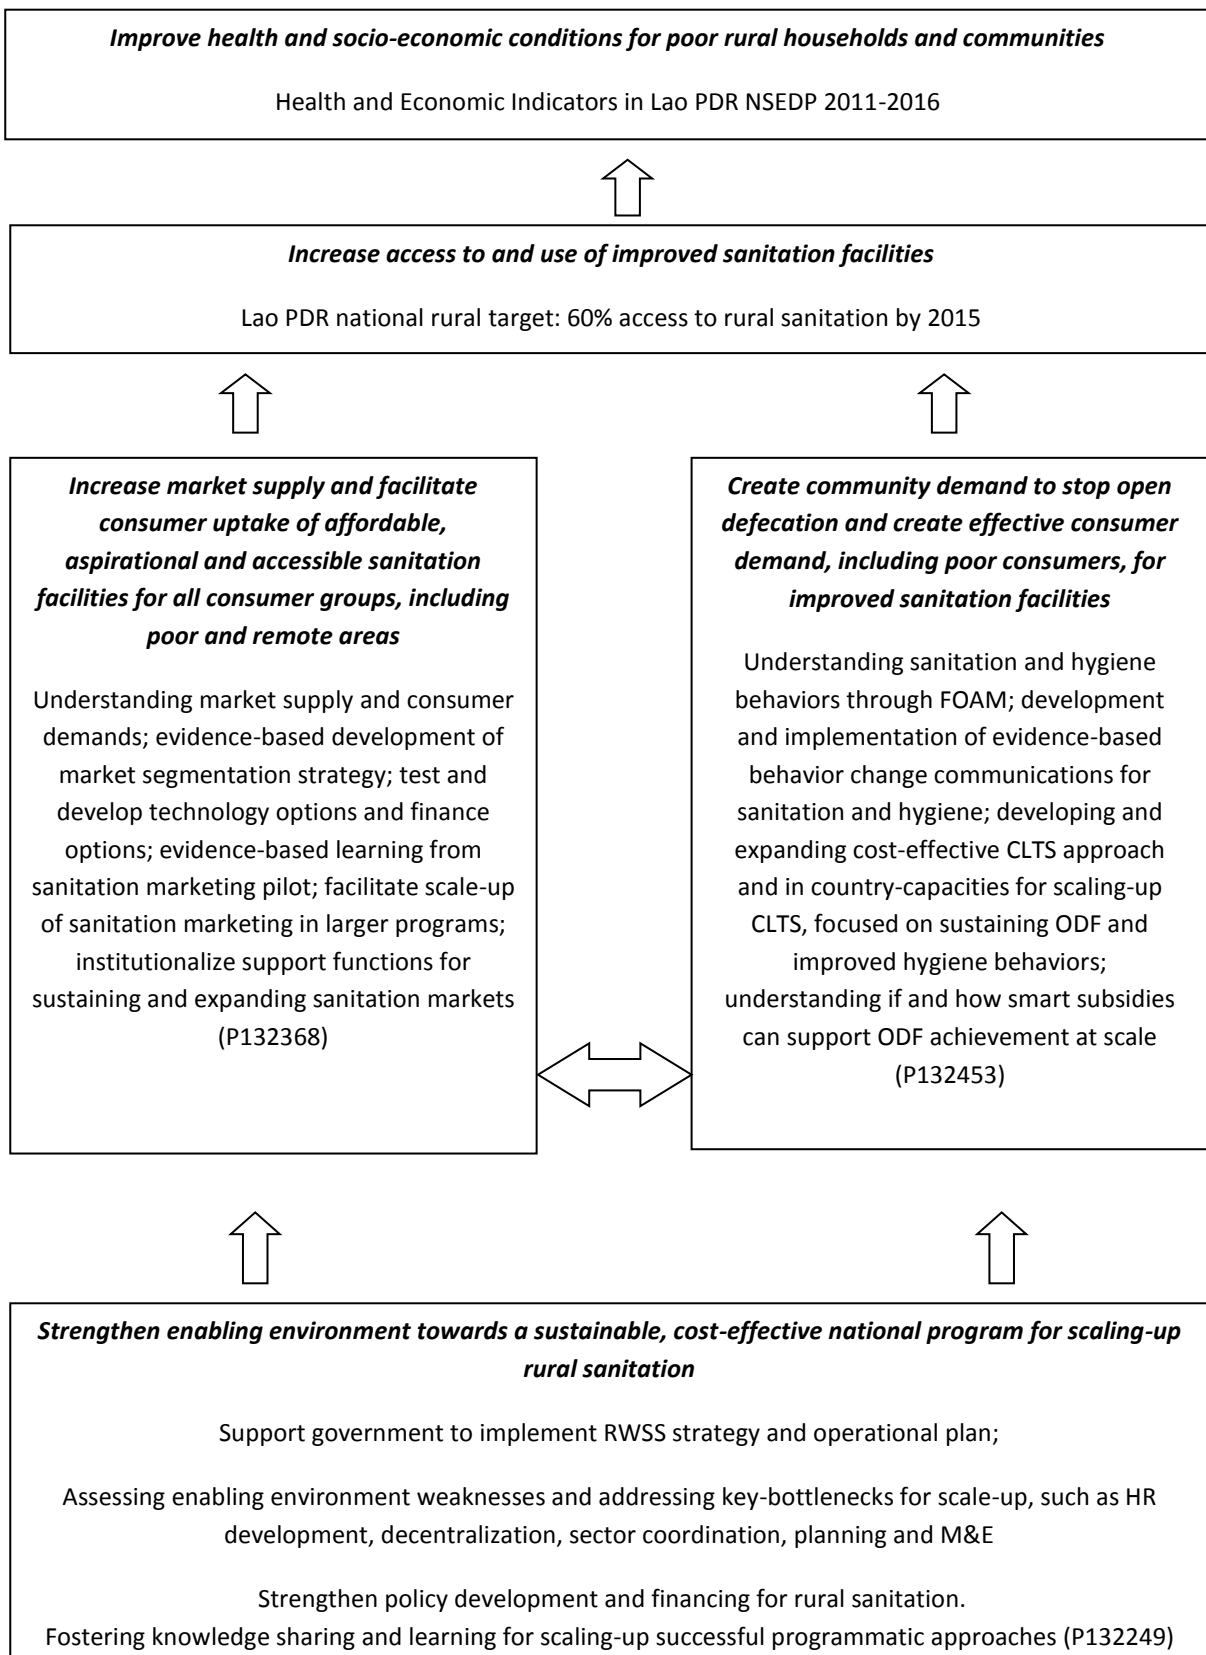 Improve health and socio-economic conditions for poor rural households and communities
Health and Economic Indicators in Lao PDR NSEDP 2011-2016
Increase access to and use of improved sanitation facilities
Lao PDR national rural target: 60% access to rural sanitation by 2015
Increase market supply and facilitate
consumer uptake of affordable,
aspirational and accessible sanitation
facilities for all consumer groups, including
poor and remote areas
Understanding market supply and consumer
demands; evidence-based development of
market segmentation strategy; test and
develop technology options and finance
options; evidence-based learning from
sanitation marketing pilot; facilitate scale-up
of sanitation marketing in larger programs;
institutionalize support functions for
sustaining and expanding sanitation markets
(P132368)
Create community demand to stop open
defecation and create effective consumer
demand, including poor consumers, for
improved sanitation facilities
Understanding sanitation and hygiene
behaviors through FOAM; development
and implementation of evidence-based
behavior change communications for
sanitation and hygiene; developing and
expanding cost-effective CLTS approach
and in country-capacities for scaling-up
CLTS, focused on sustaining ODF and
improved hygiene behaviors;
understanding if and how smart subsidies
can support ODF achievement at scale
(P132453)
Strengthen enabling environment towards a sustainable, cost-effective national program for scaling-up
rural sanitation
Support government to implement RWSS strategy and operational plan;
Assessing enabling environment weaknesses and addressing key-bottlenecks for scale-up, such as HR
development, decentralization, sector coordination, planning and M&E
Strengthen policy development and financing for rural sanitation.
Fostering knowledge sharing and learning for scaling-up successful programmatic approaches (P132249)